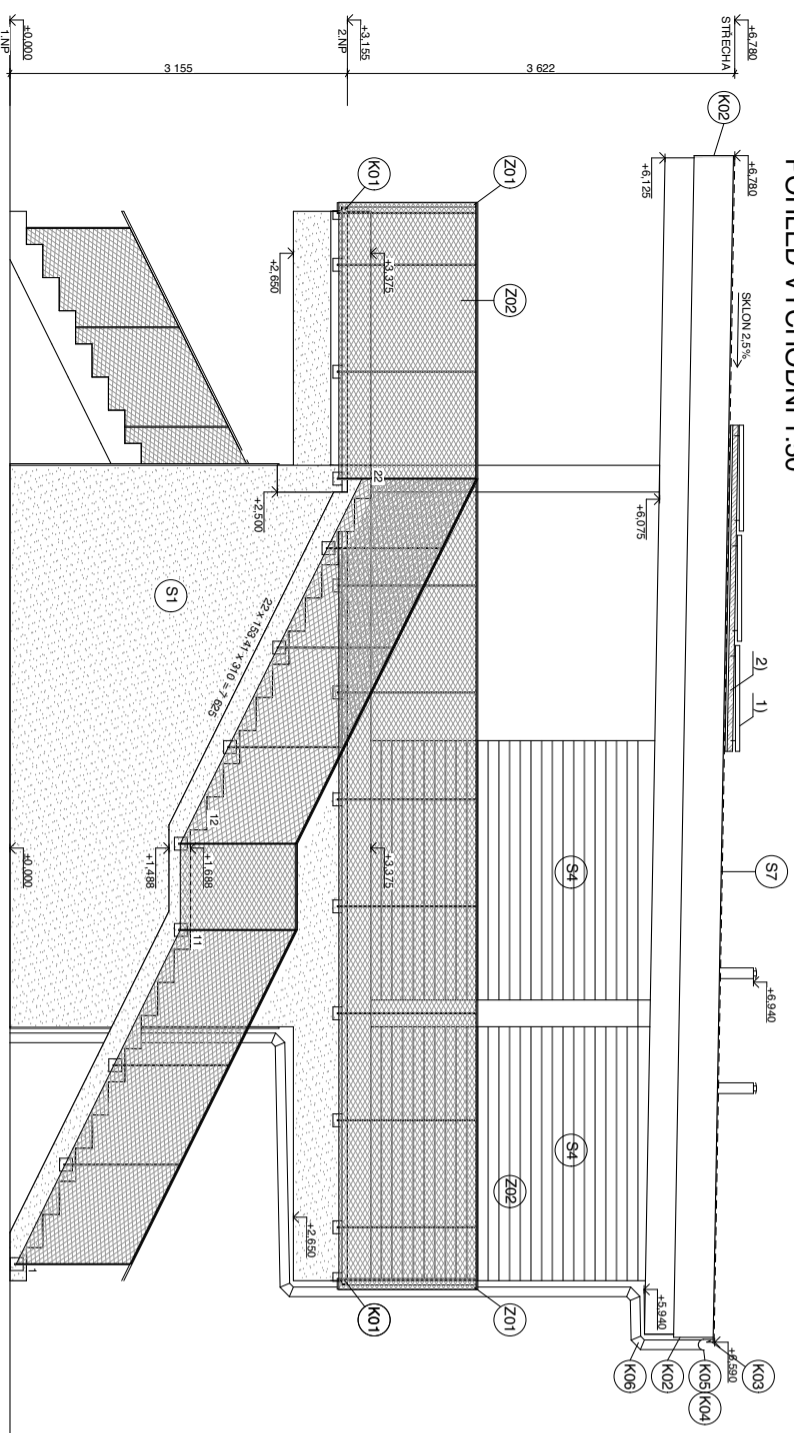 POHLED VÝCHODNÍ 1:50
+6,780
STŘECHA
3 622
+3,155
2.NP
3 155
±0,000
1.NP
K02
+6,780
+6,125
SKLON 2,5%
1)
2)
S7
+6,940
+6,590
K03
K05
K04
K02
K06
+5,940
+6,075
S4
S4
Z01
Z02
Z02
Z01
K01
K01
+3,375
+3,375
+2,650
+2,650
+2,500
22
22 x 159,41 x 310 = 7 625
S1
12
+1,688
+1,488
11
±0,000
1